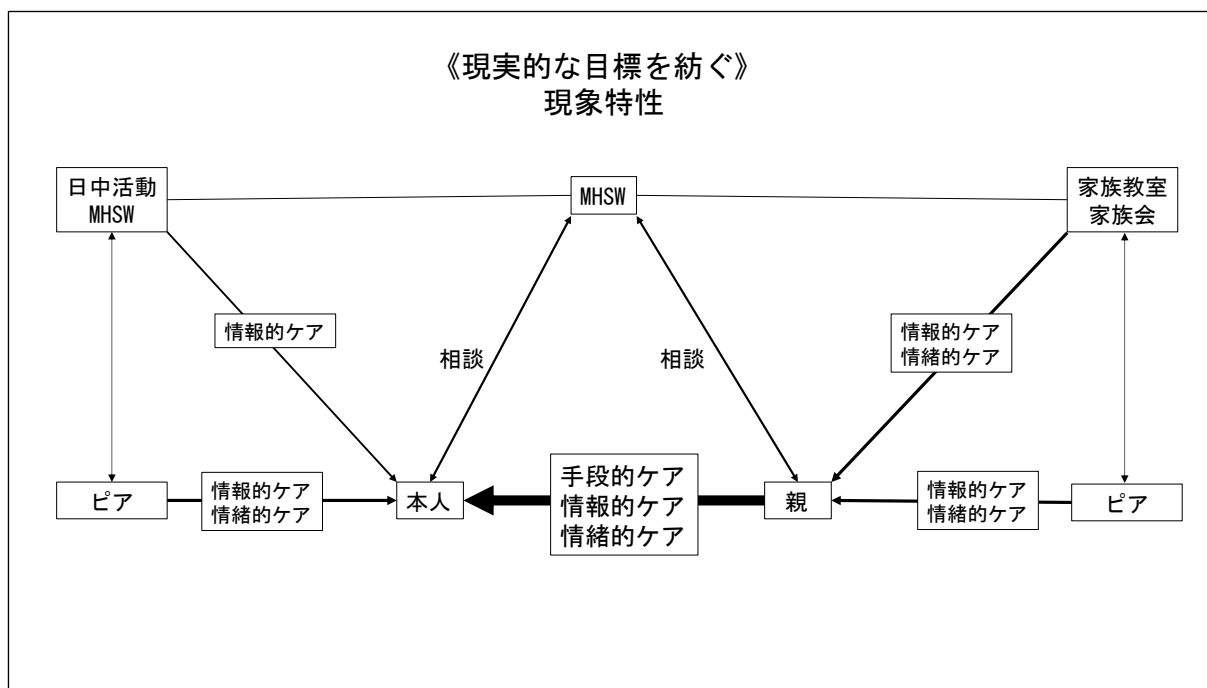 《現実的な目標を紡ぐ》
現象特性
日中活動
MHSW
MHSW
家族教室
家族会
情報的ケア
相談
相談
情報的ケア
情緒的ケア
ピア
情報的ケア
情緒的ケア
本人
手段的ケア
情報的ケア
情緒的ケア
親
情報的ケア
情緒的ケア
ピア